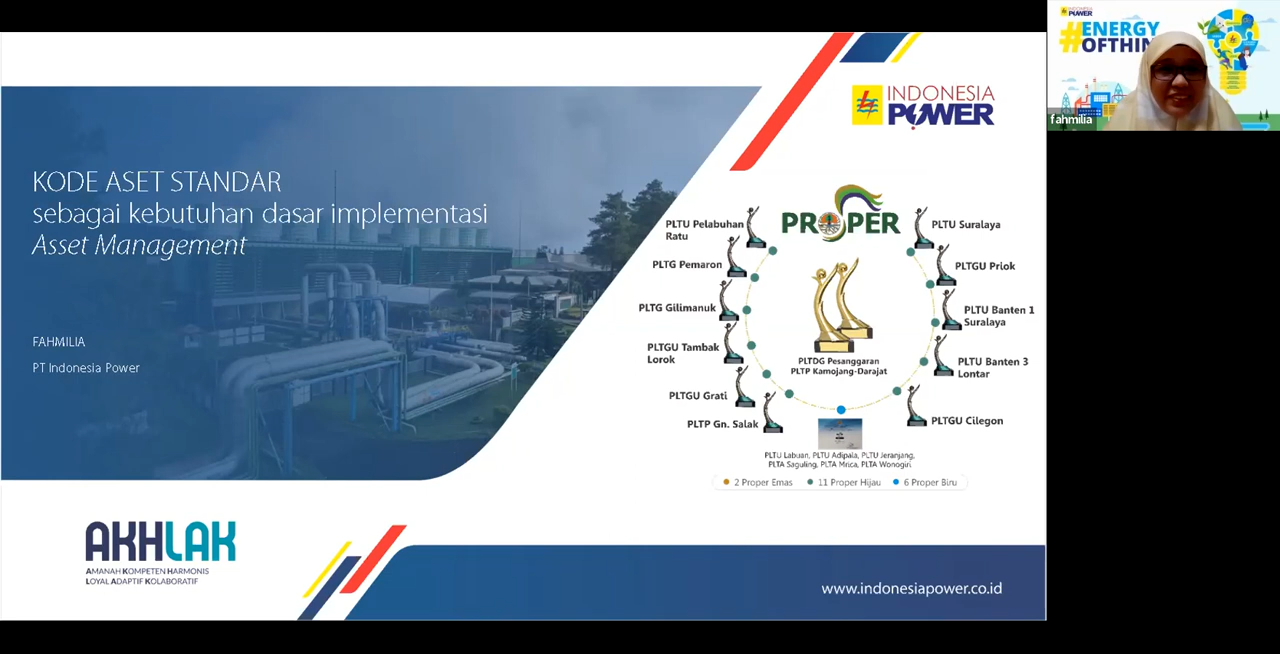 KODE ASET STANDAR
sebagai kebutuhan dasar implementasi
Asset Management
FAHMILIA
PT Indonesia Power
INDONESIA
POWER
PROPER
PLTU Pelabuhan
Ratu
PLTG Pemaron
PLTG Gilimanuk
PLTGU Tambak
Lorok
PLTGU Grati
PLTP Gn. Salak
PLTU Suralaya
PLTGU Priok
PLTU Banten 1
Suralaya
PLTU Banten 3
Lontar
PLTGU Cilegon
PLTDG Pesanggaran
PLTP Kamojang-Darajat
PLTU Labuan, PLTU Adipala, PLTU Jeranjang,
PLTA Saguling, PLTA Mrica, PLTA Wonogiri.
2 Proper Emas
11 Proper Hijau
6 Proper Biru
AKHLAK
AMANAH KOMPETEN HARMONIS
LOYAL ADAPTIF KOLABORATIF
www.indonesiapower.co.id
INDONESIA
POWER
#ENERGY
OFTHIN
fahmilia